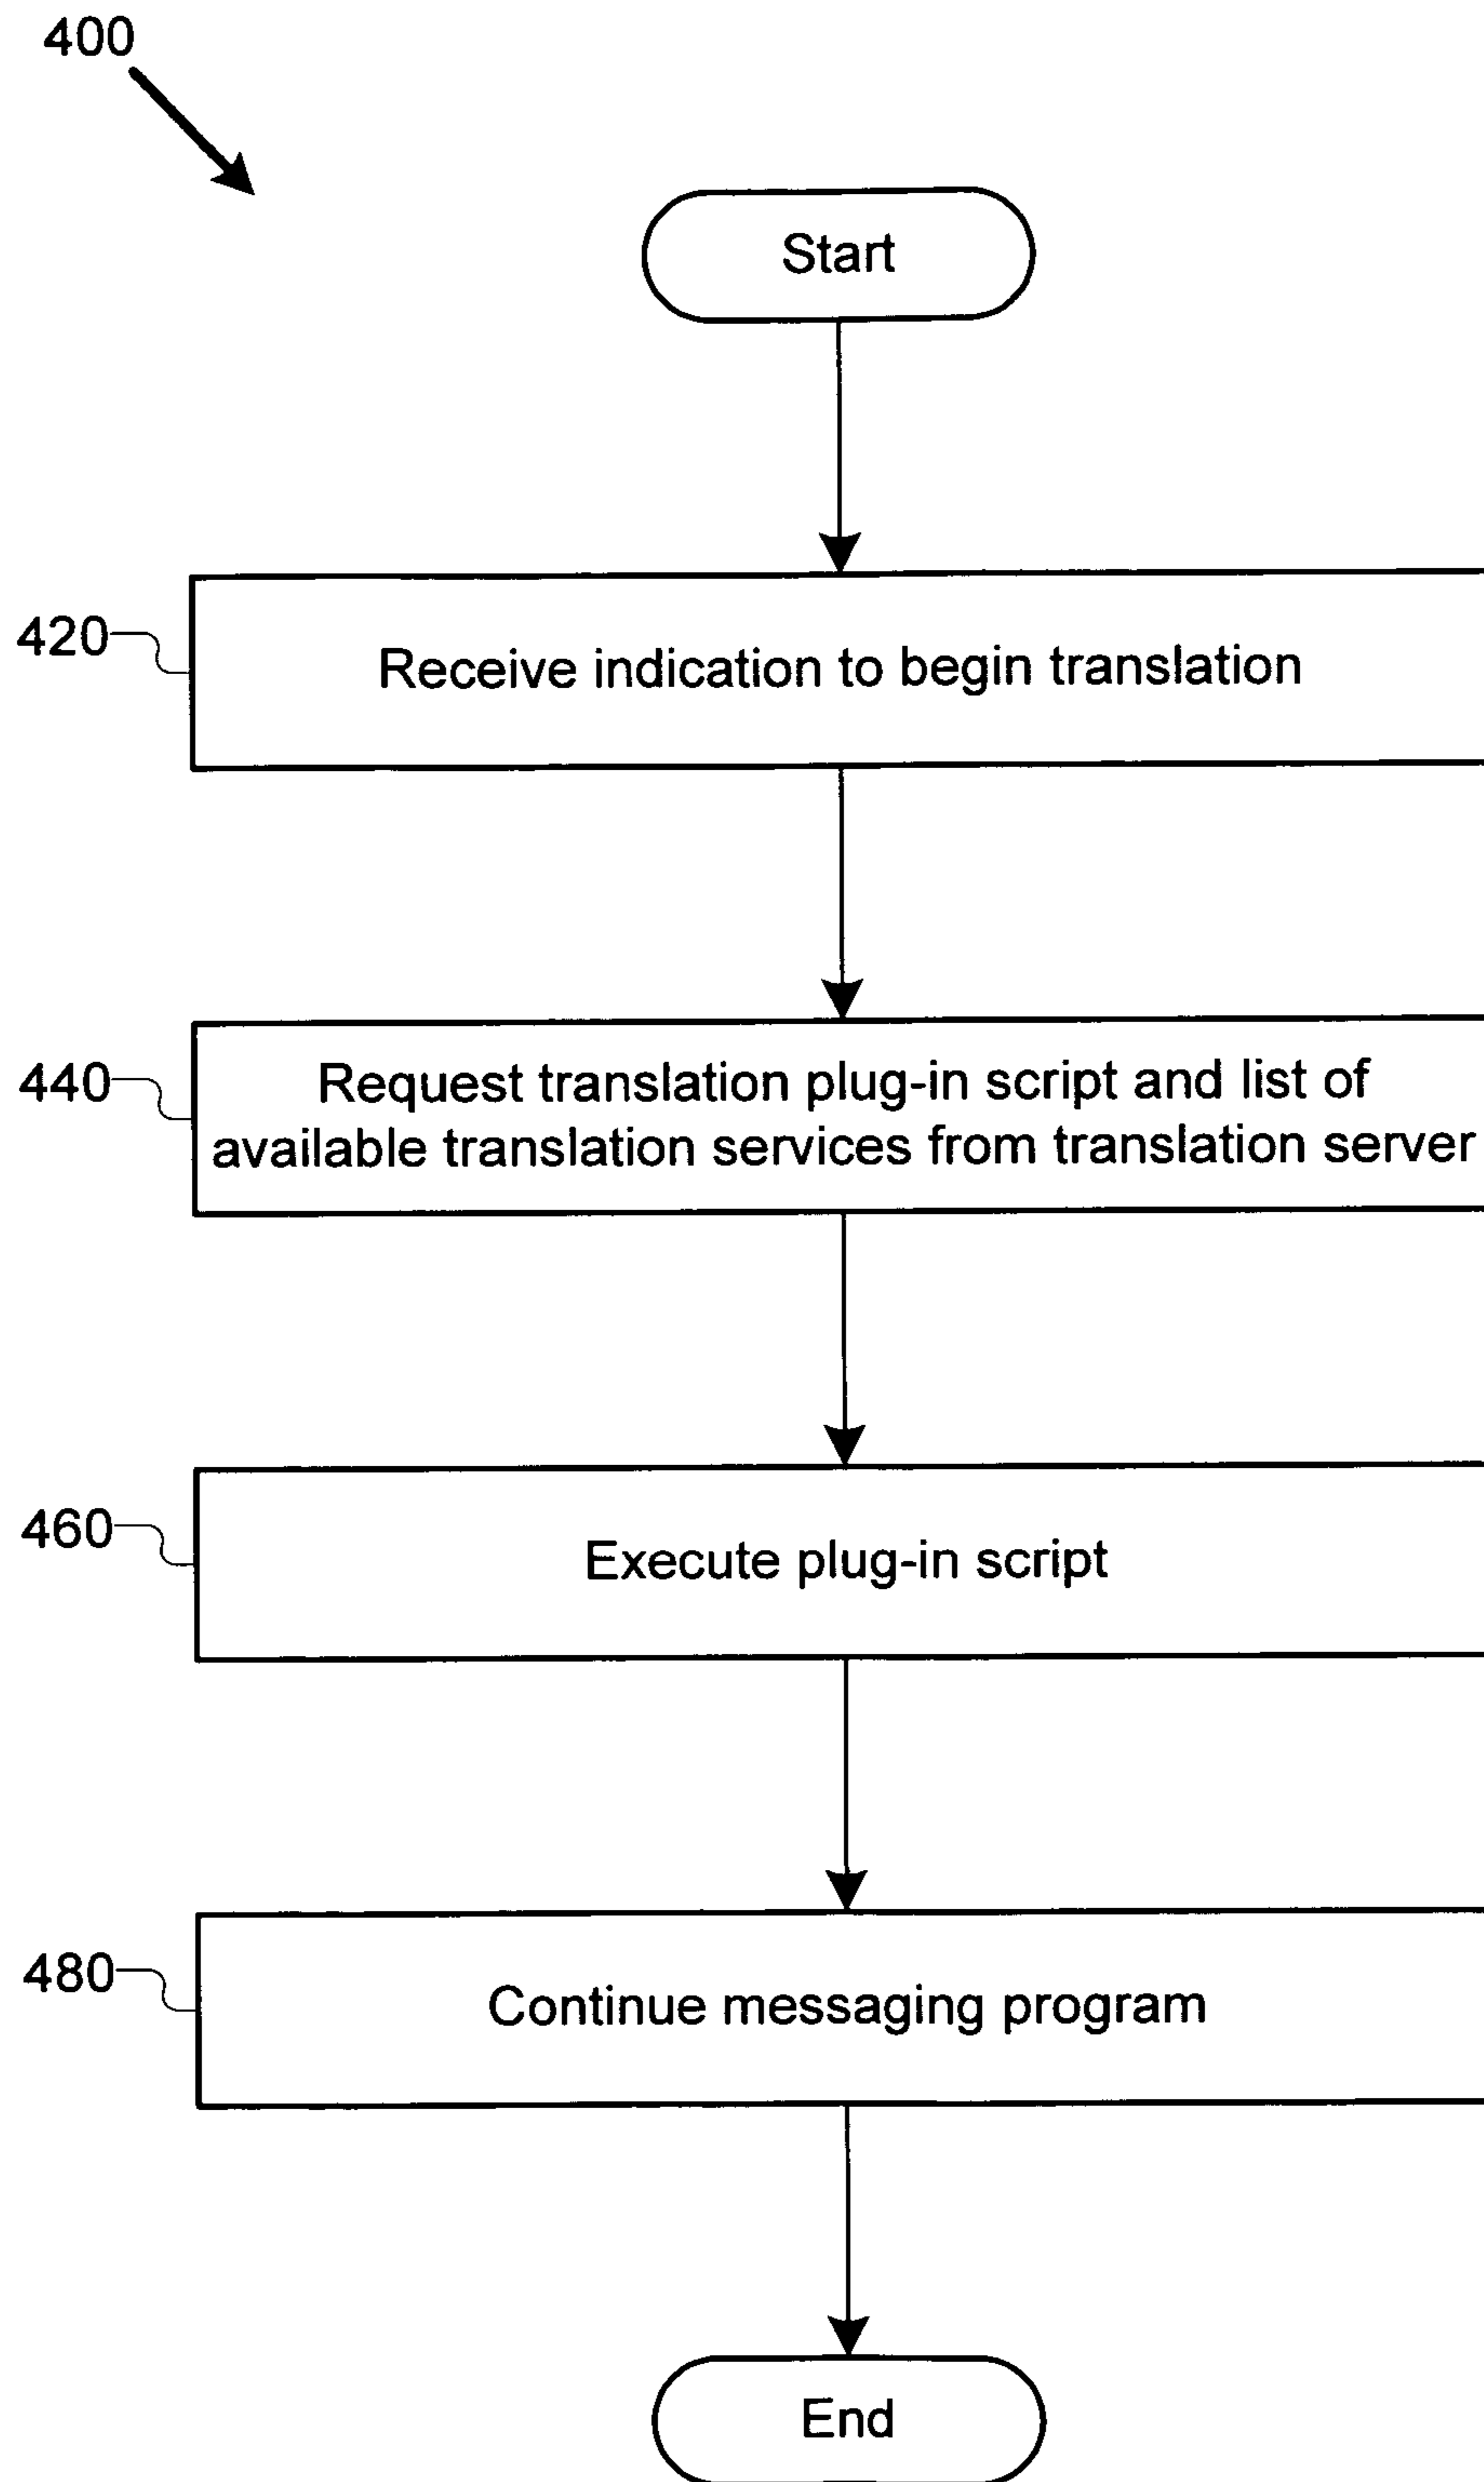 400
Start
420
Receive indication to begin translation
440
Request translation plug-in script and list of
available translation services from translation server
460
Execute plug-in script
480
Continue messaging program
End